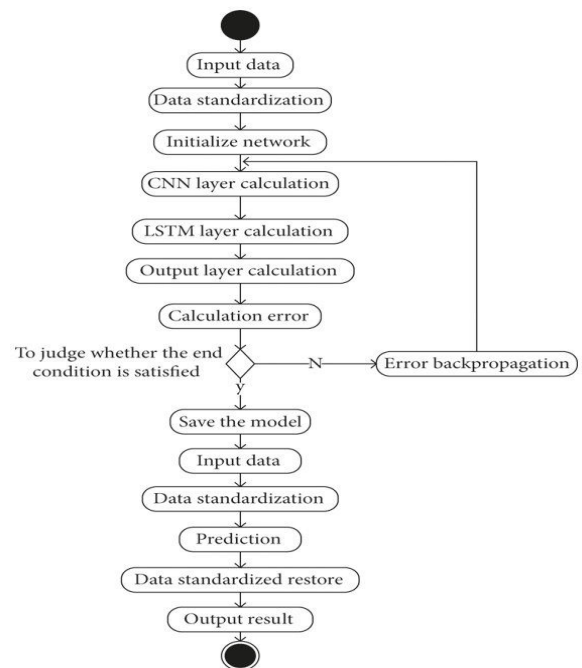 Input data
Data standardization
Initialize network
CNN layer calculation
LSTM layer calculation
Output layer calculation
Calculation error
To judge whether the end
condition is satisfied
N
Error backpropagation
y
Save the model
Input data
Data standardization
Prediction
Data standardized restore
Output result